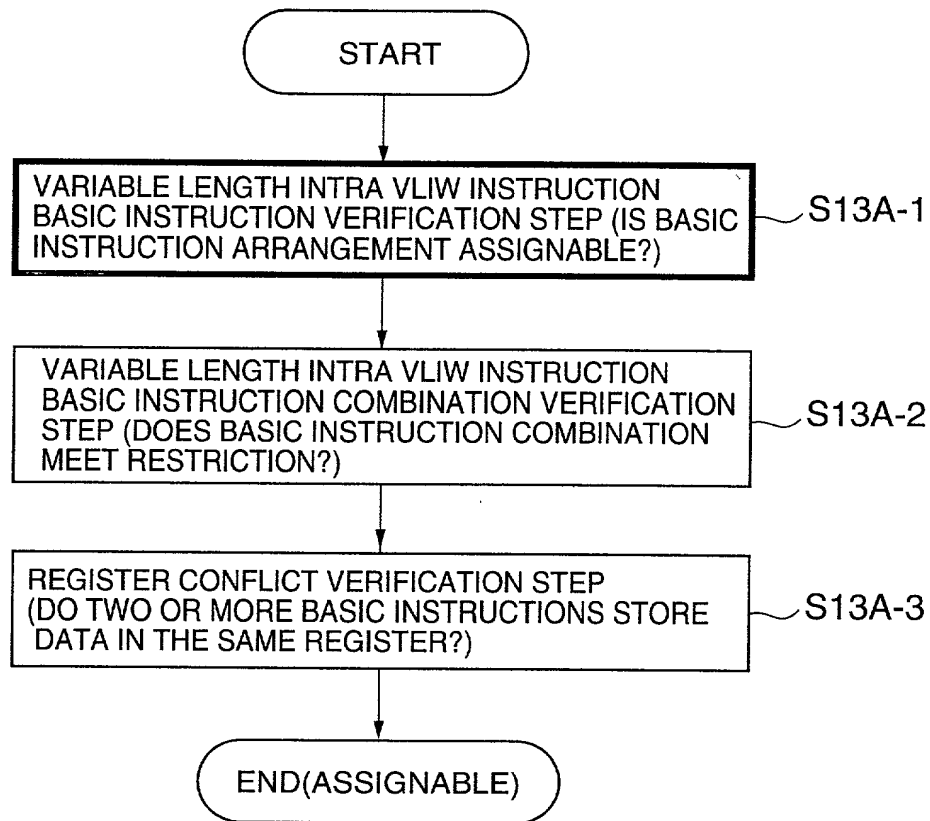 START
VARIABLE LENGTH INTRA VLIW INSTRUCTION
BASIC INSTRUCTION VERIFICATION STEP (IS BASIC
INSTRUCTION ARRANGEMENT ASSIGNABLE?)
S13A-1
VARIABLE LENGTH INTRA VLIW INSTRUCTION
BASIC INSTRUCTION COMBINATION VERIFICATION
STEP (DOES BASIC INSTRUCTION COMBINATION
MEET RESTRICTION?)
S13A-2
REGISTER CONFLICT VERIFICATION STEP
(DO TWO OR MORE BASIC INSTRUCTIONS STORE
DATA IN THE SAME REGISTER?)
S13A-3
END(ASSIGNABLE)